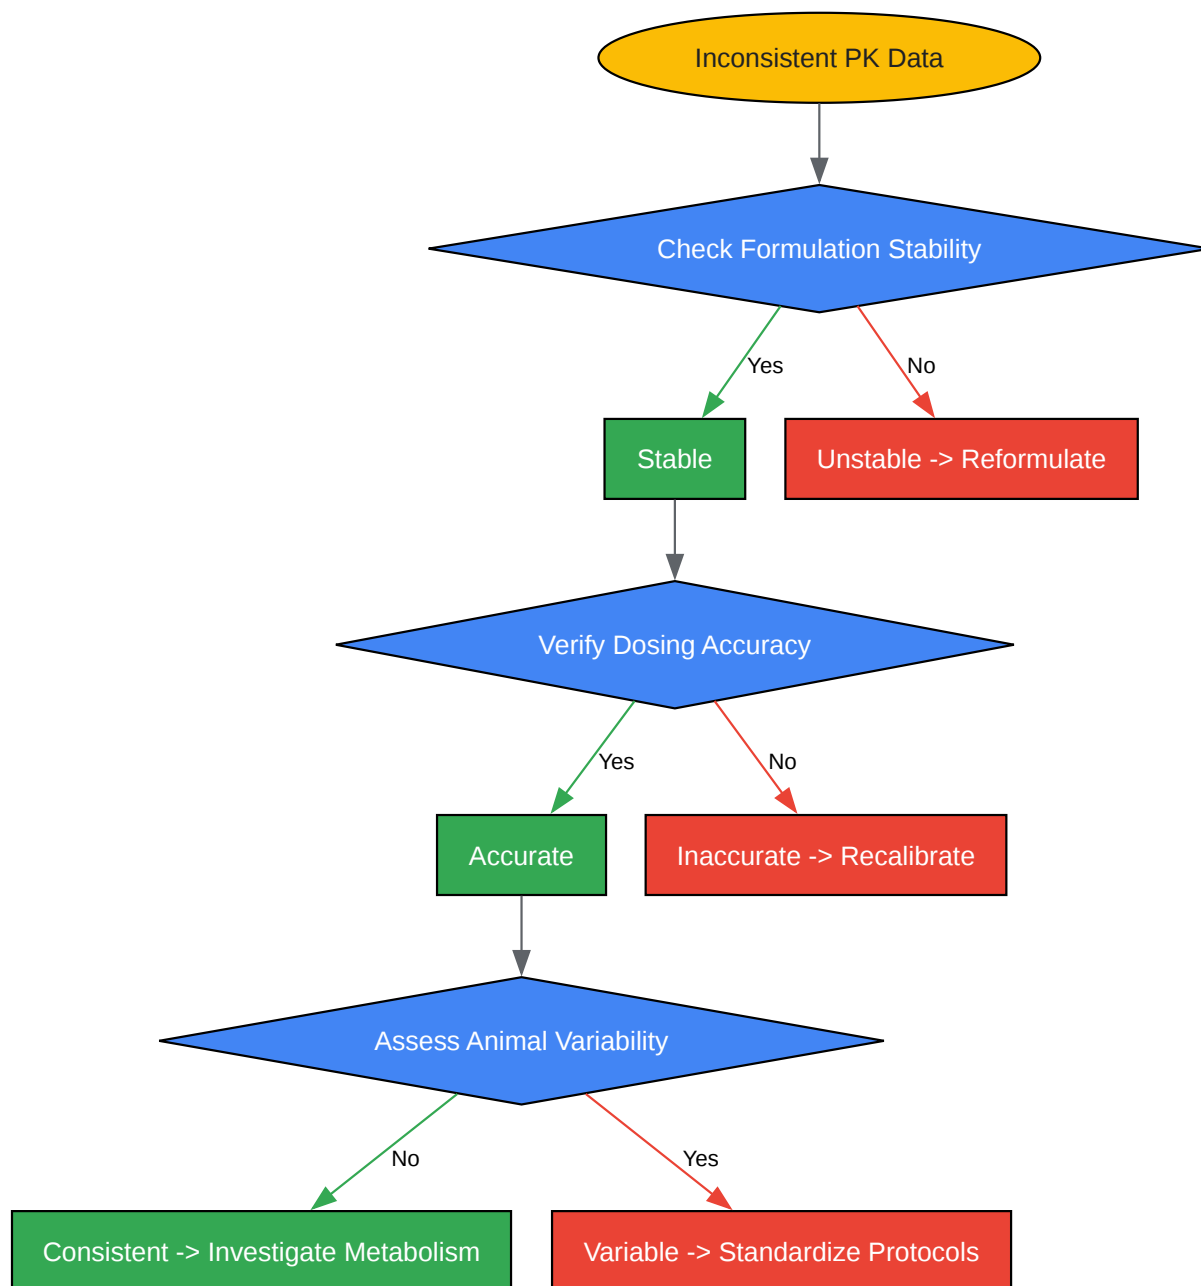 Inconsistent PK Data
Check Formulation Stability
Yes
No
Stable
Unstable -> Reformulate
Verify Dosing Accuracy
Yes
No
Accurate
Inaccurate -> Recalibrate
Assess Animal Variability
No
Yes
Consistent -> Investigate Metabolism
Variable -> Standardize Protocols